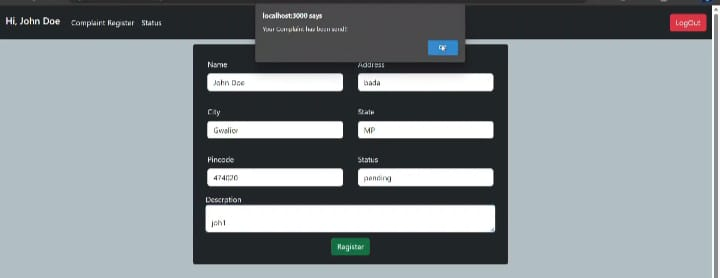 localhost:3000 says
Hi, John Doe Complaint Register Status LogOut
Your Complaint has been send!!
OK
Name Address
John Doe bada
City State
Gwalior MP
Pincode Status
474020 pending
Descrption
joh1
Register